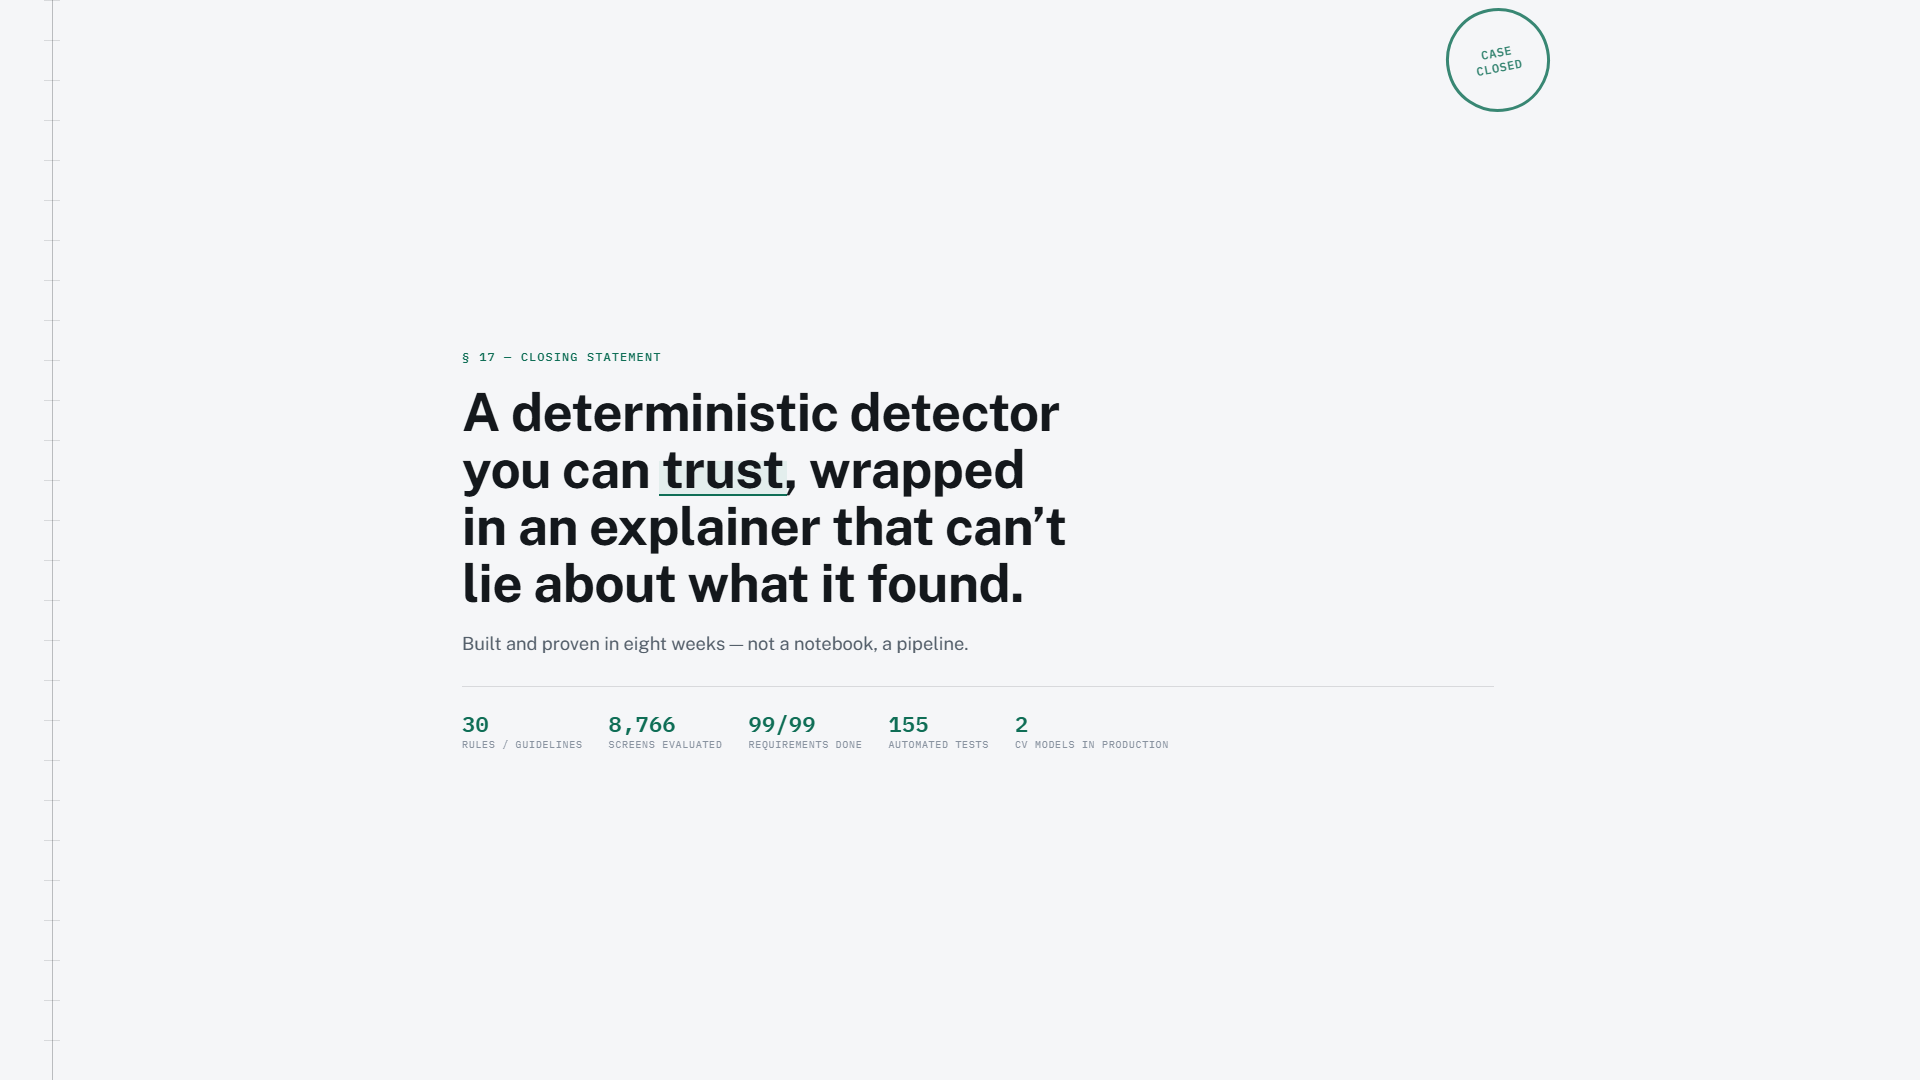 CASE
CLOSED
§ 17 — CLOSING STATEMENT
A deterministic detector
you can trust, wrapped
in an explainer that can’t
lie about what it found.
Built and proven in eight weeks — not a notebook, a pipeline.
30
RULES / GUIDELINES
8,766
SCREENS EVALUATED
99/99
REQUIREMENTS DONE
155
AUTOMATED TESTS
2
CV MODELS IN PRODUCTION